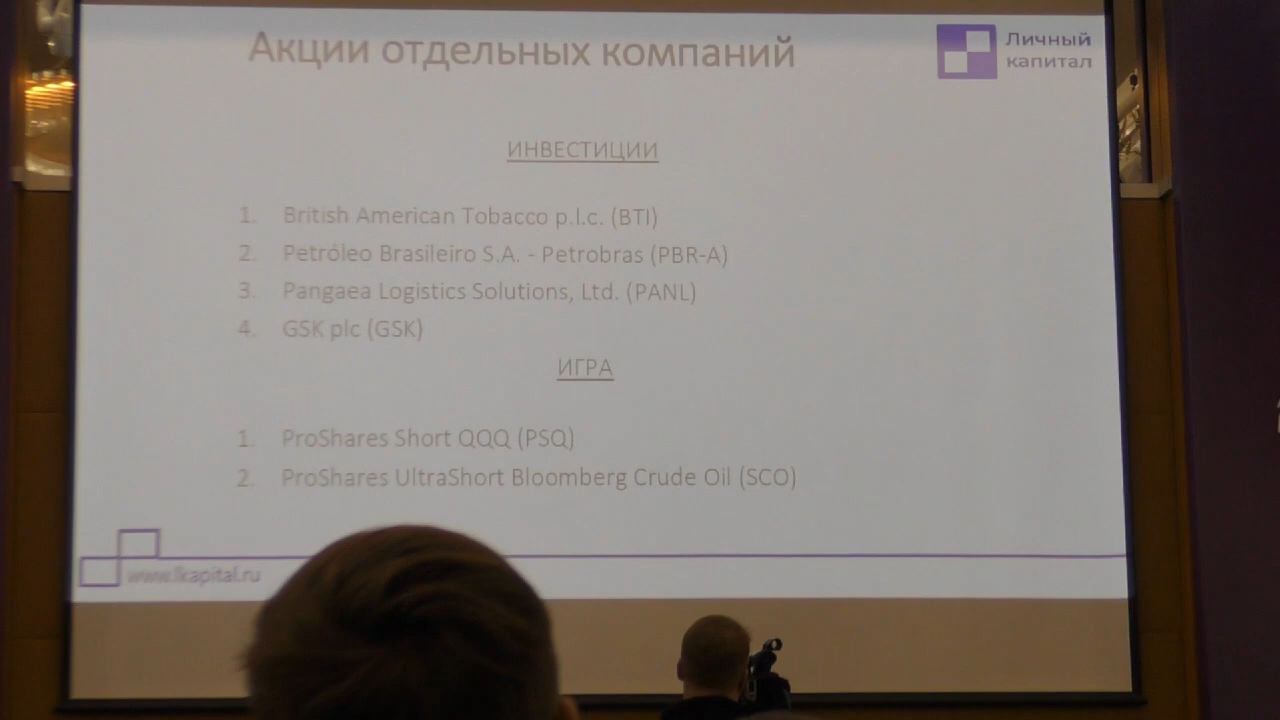 Акции отдельных компаний
Личный
капитал
ИНВЕСТИЦИИ
1. British American Tobacco p.l.c. (BTI)
2. Petróleo Brasileiro S.A. - Petrobras (PBR-A)
3. Pangaea Logistics Solutions, Ltd. (PANL)
4. GSK plc (GSK)
ИГРА
1. ProShares Short QQQ (PSQ)
2. ProShares UltraShort Bloomberg Crude Oil (SCO)
www.lkapital.ru